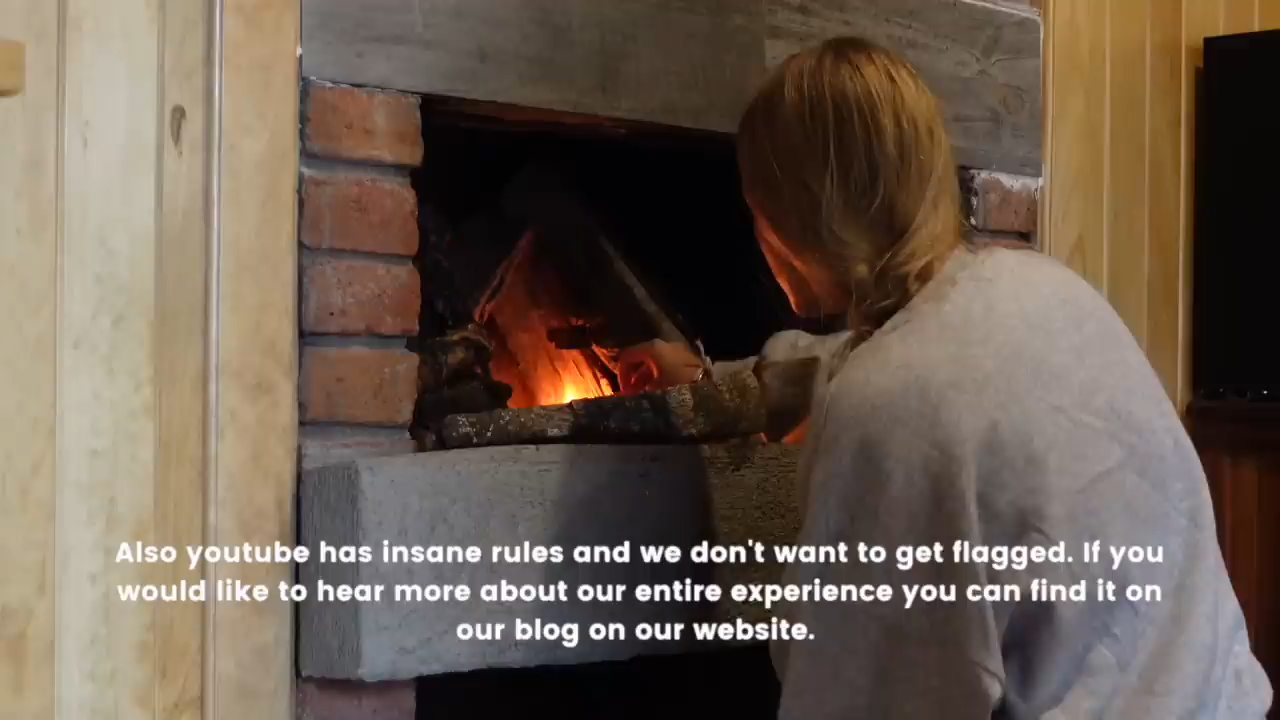 Also youtube has insane rules and we don't want to get flagged. If you
would like to hear more about our entire experience you can find it on
our blog on our website.